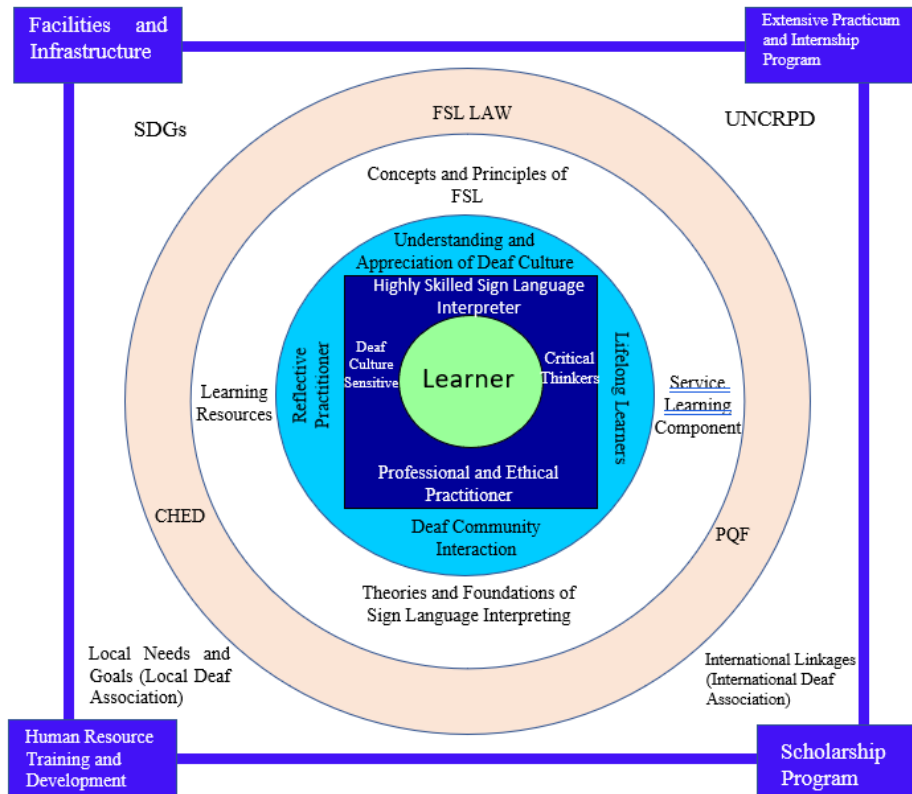 Facilities and
Infrastructure
Extensive Practicum
and Internship
Program
SDGs
FSL LAW
UNCRPD
Concepts and Principles of
FSL
Understanding and
Appreciation of Deaf Culture
Highly Skilled Sign Language
Interpreter
Reflective
Practitioner
Deaf
Culture
Sensitive
Learner
Critical
Thinkers
Lifelong Learners
Learning
Resources
Service
Learning
Component
Professional and Ethical
Practitioner
CHED
Deaf Community
Interaction
PQF
Theories and Foundations of
Sign Language Interpreting
Local Needs and
Goals (Local Deaf
Association)
International Linkages
(International Deaf
Association)
Human Resource
Training and
Development
Scholarship
Program